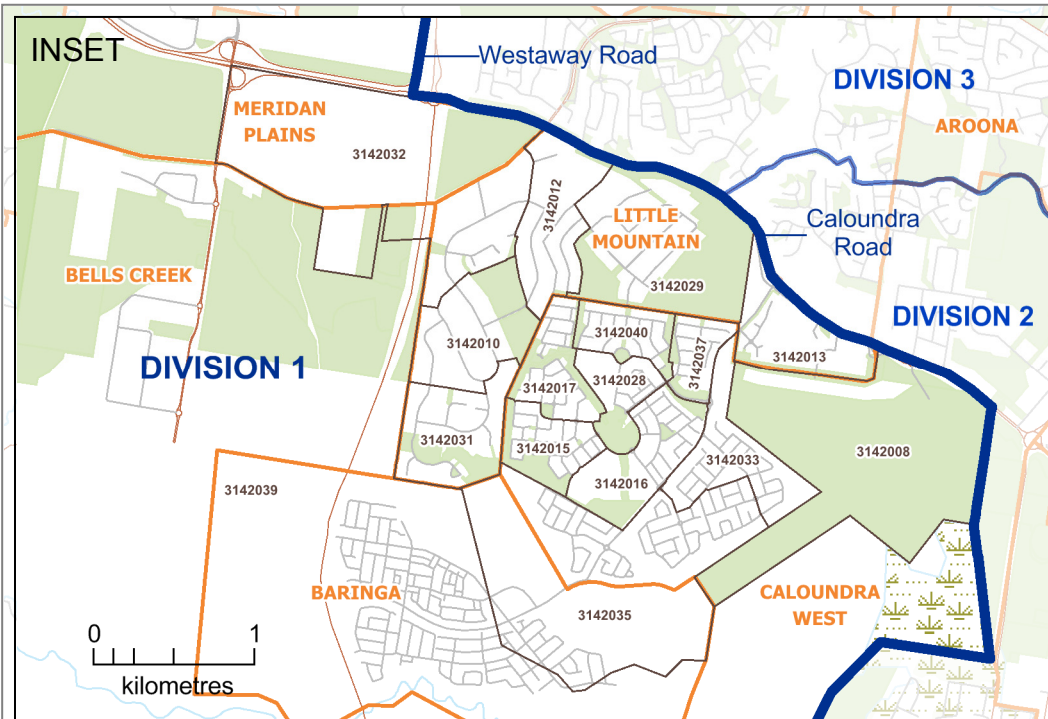 INSET
Westaway Road
DIVISION 3
MERIDAN
PLAINS
AROONA
3142032
3142012
LITTLE
MOUNTAIN
Caloundra
Road
BELLS CREEK
3142029
DIVISION 2
3142040
3142010
3142037
3142013
DIVISION 1
3142028
3142017
3142031
3142015
3142033
3142008
3142016
3142039
BARINGA
CALOUNDRA
WEST
3142035
0 1
kilometres